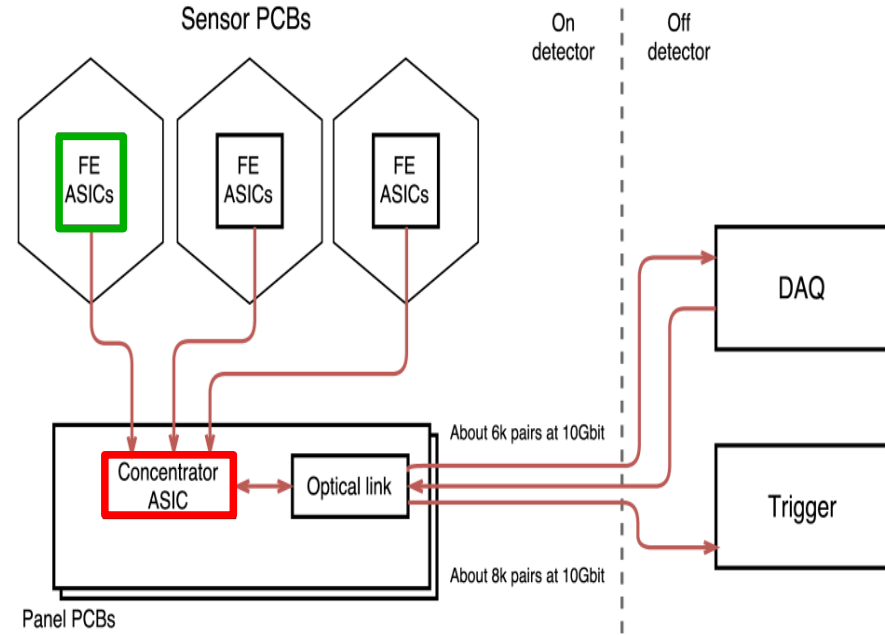 Sensor PCBs
On
detector
Off
detector
FE
ASICs
FE
ASICs
FE
ASICs
DAQ
About 6k pairs at 10Gbit
Concentrator
ASIC
Optical link
Trigger
About 8k pairs at 10Gbit
Panel PCBs